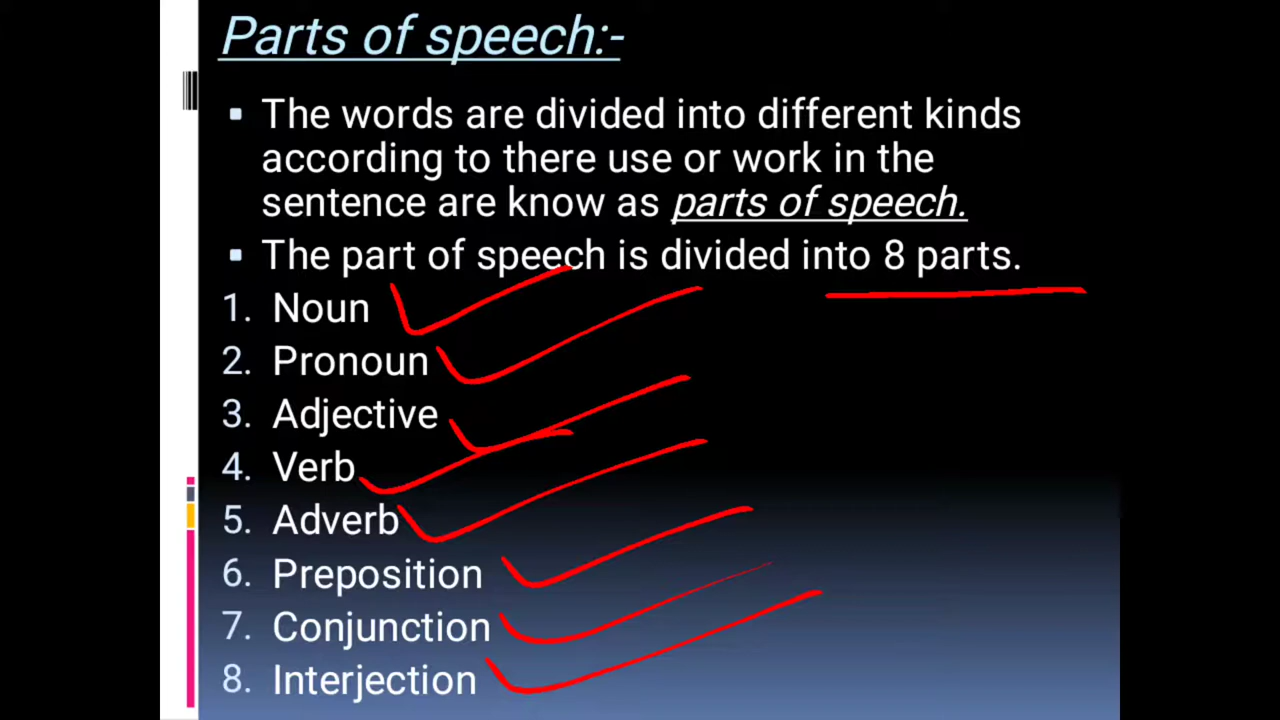 Parts of speech:-
▪ The words are divided into different kinds
according to there use or work in the
sentence are know as parts of speech.
▪ The part of speech is divided into 8 parts.
1. Noun
2. Pronoun
3. Adjective
4. Verb
5. Adverb
6. Preposition
7. Conjunction
8. Interjection